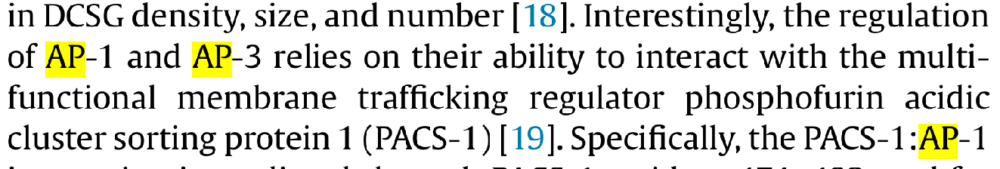 in DCSG density, size, and number [18]. Interestingly, the regulation
of AP-1 and AP-3 relies on their ability to interact with the multi-
functional membrane trafficking regulator phosphofurin acidic
cluster sorting protein 1 (PACS-1) [19]. Specifically, the PACS-1:AP-1